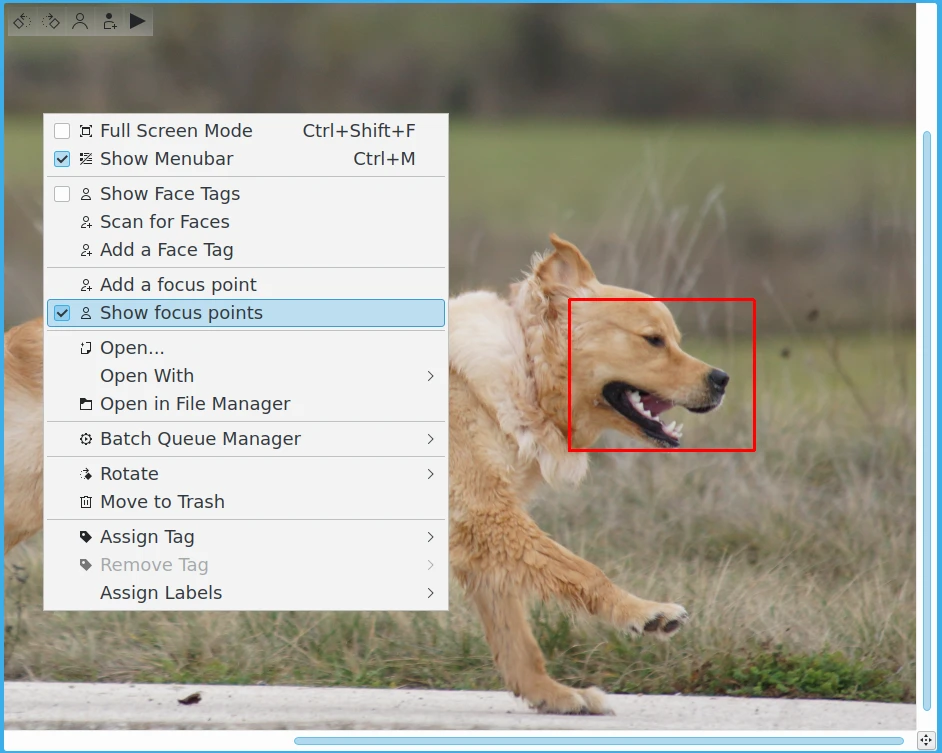 Full Screen Mode Ctrl+Shift+F
Show Menubar Ctrl+M
Show Face Tags
Scan for Faces
Add a Face Tag
Add a focus point
Show focus points
Open...
Open With
Open in File Manager
Batch Queue Manager
Rotate
Move to Trash
Assign Tag
Remove Tag
Assign Labels